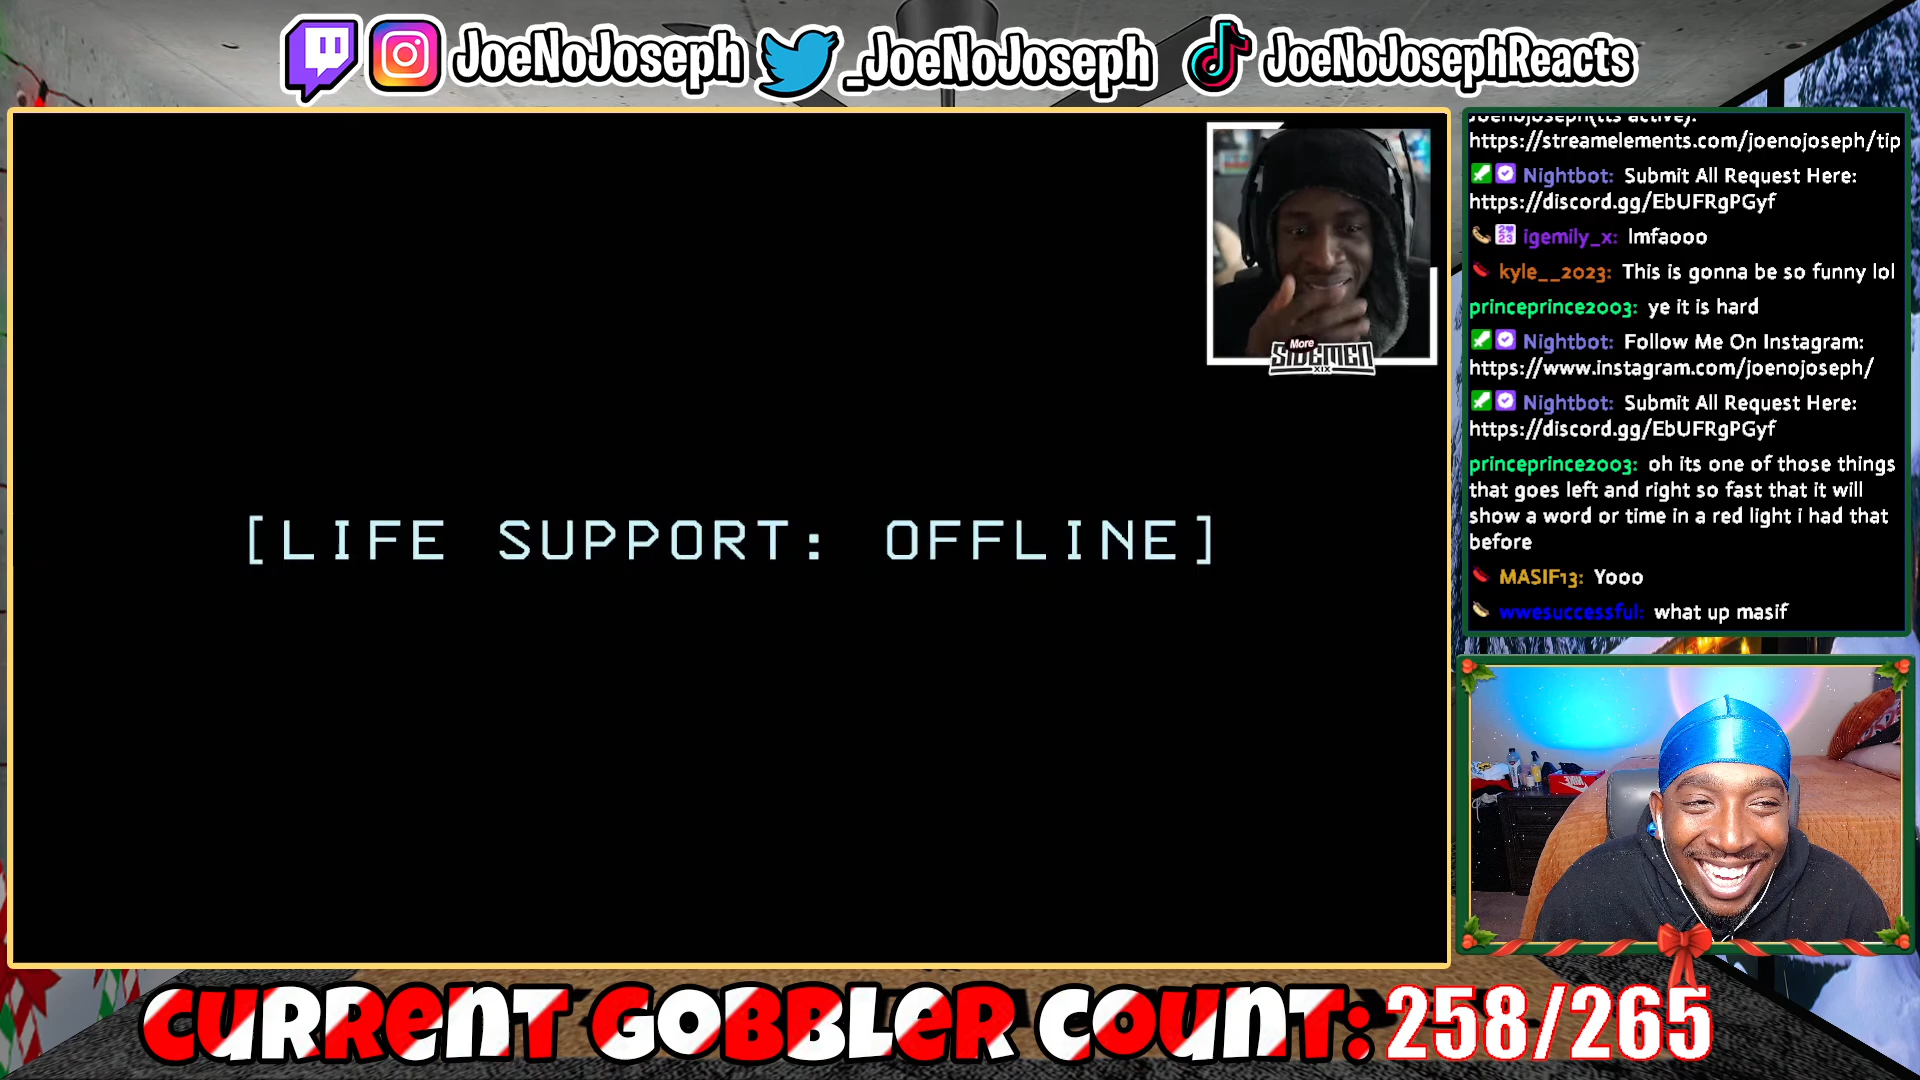 JoeNoJoseph _JoeNoJoseph JoeNoJosephReacts
JoeNoJoseph(tts active):
https://streamelements.com/joenojoseph/tip
Nightbot: Submit All Request Here:
https://discord.gg/EbUFRgPGyf
igemily_x: lmfaooo
kyle__2023: This is gonna be so funny lol
princeprince2003: ye it is hard
Nightbot: Follow Me On Instagram:
https://www.instagram.com/joenojoseph/
Nightbot: Submit All Request Here:
https://discord.gg/EbUFRgPGyf
princeprince2003: oh its one of those things
that goes left and right so fast that it will
show a word or time in a red light i had that
before
MASIF13: Yooo
wwesuccessful: what up masif
More
SIDEMEN
XIX
[LIFE SUPPORT: OFFLINE]
CURRENT GOBBLER COUNT: 258/265